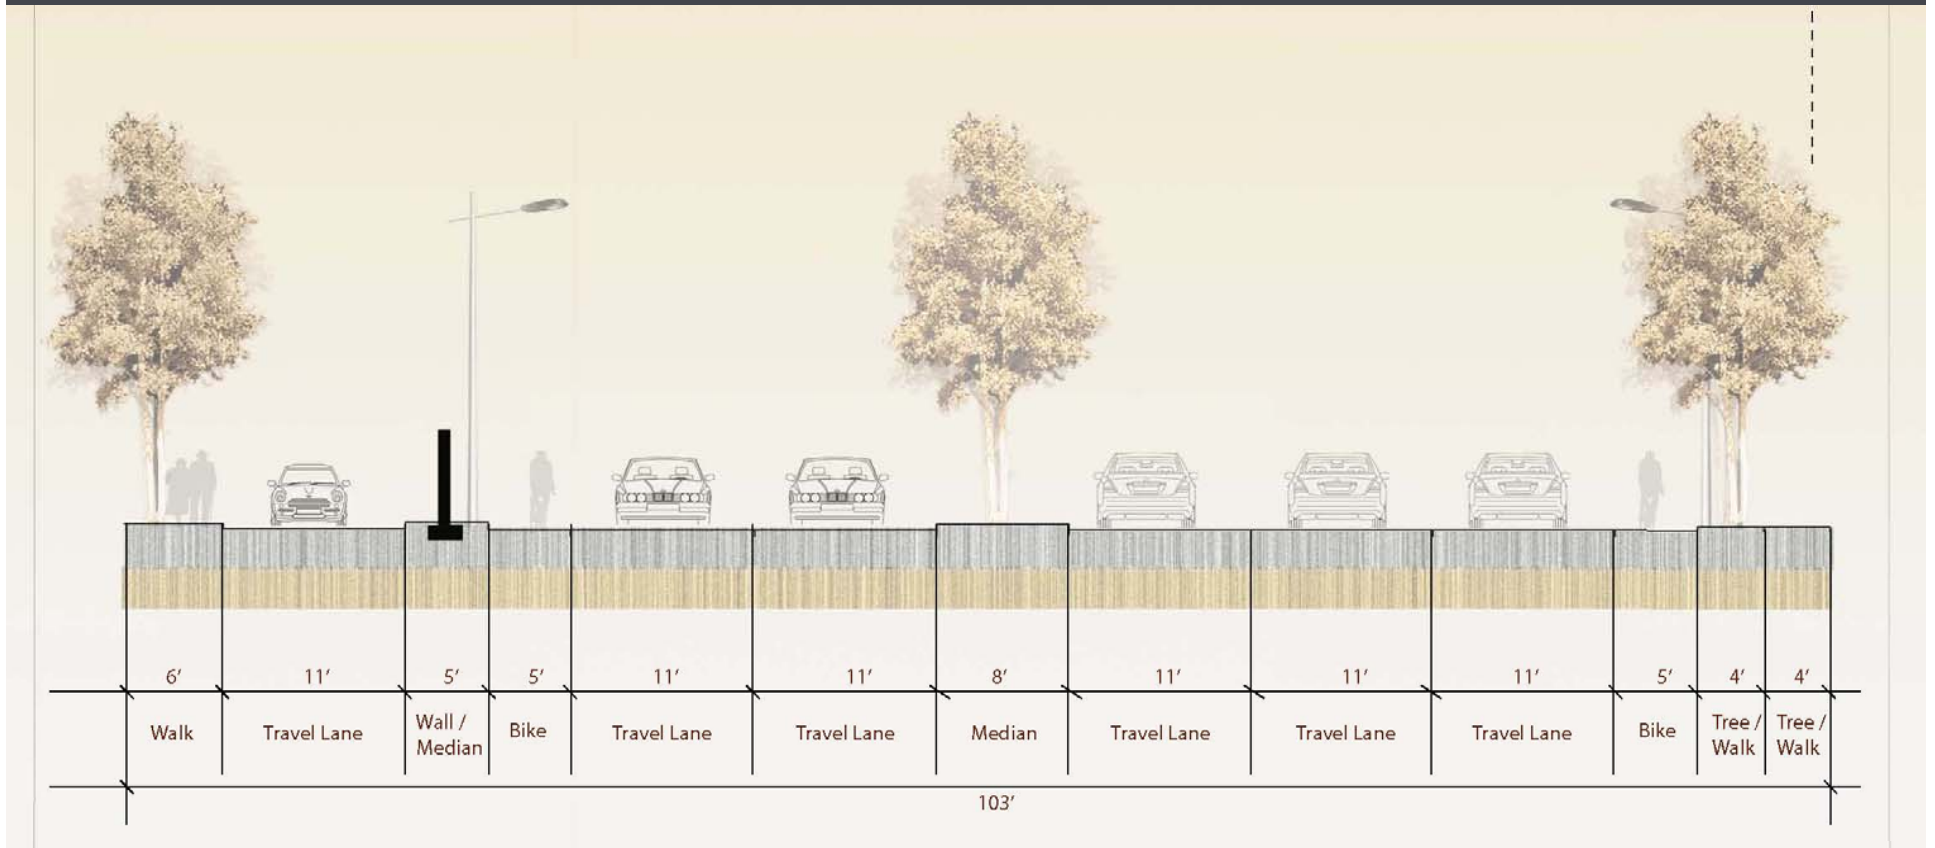 6′ 11′ 5′ 5′ 11′ 11′ 8′ 11′ 11′ 11′ 5′ 4′ 4′
Walk
Travel Lane
Wall /
Median
Bike
Travel Lane
Travel Lane
Median
Travel Lane
Travel Lane
Travel Lane
Bike
Tree /
Walk
Tree /
Walk
103′